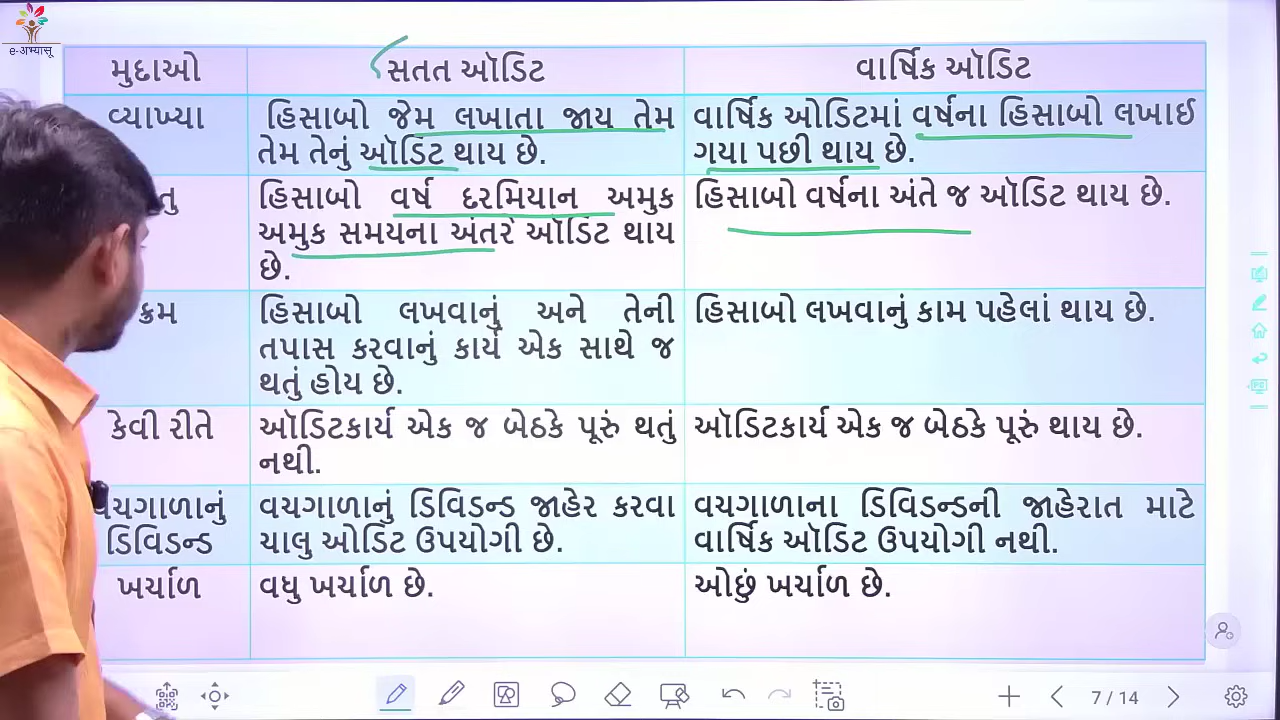 e-अभ्यासू
મુદ્દાઓ
સતત ઑડિટ
વાર્ષિક ઑડિટ
વ્યાખ્યા
હિસાબો જેમ લખાતા જાય તેમ
તેમ તેનું ઑડિટ થાય છે.
વાર્ષિક ઓડિટમાં વર્ષના હિસાબો લખાઈ
ગયા પછી થાય છે.
હિસાબો વર્ષ દરમિયાન અમુક
અમુક સમયના અંતરે ઑડિટ થાય
છે.
હિસાબો વર્ષના અંતે જ ઑડિટ થાય છે.
ક્રમ
હિસાબો લખવાનું અને તેની
તપાસ કરવાનું કાર્ય એક સાથે જ
થતું હોય છે.
હિસાબો લખવાનું કામ પહેલાં થાય છે.
કેવી રીતે
ઑડિટકાર્ય એક જ બેઠકે પૂરું થતું
નથી.
ઑડિટકાર્ય એક જ બેઠકે પૂરું થાય છે.
વચગાળાનું
ડિવિડન્ડ
વચગાળાનું ડિવિડન્ડ જાહેર કરવા
ચાલુ ઓડિટ ઉપયોગી છે.
વચગાળાના ડિવિડન્ડની જાહેરાત માટે
વાર્ષિક ઑડિટ ઉપયોગી નથી.
ખર્ચાળ
વધુ ખર્ચાળ છે.
ઓછું ખર્ચાળ છે.
7/14